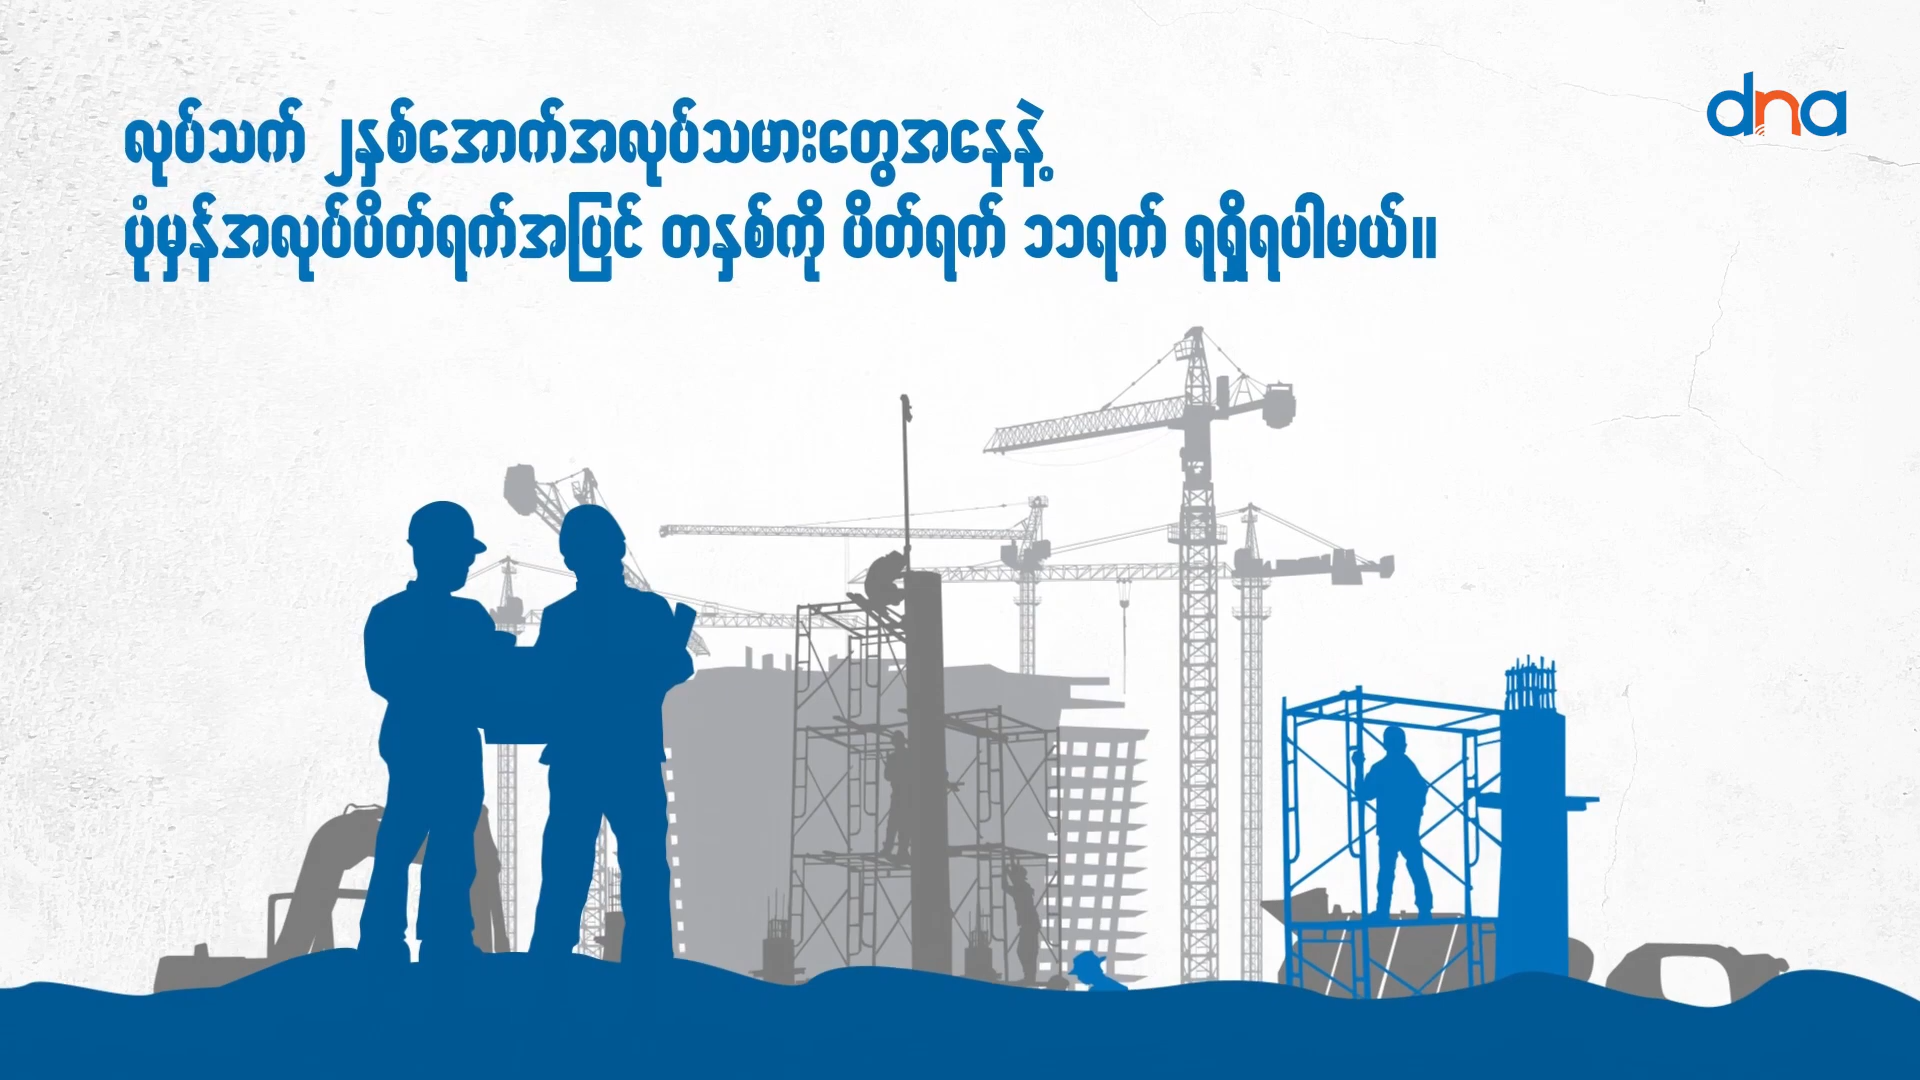 dna
လုပ်သက် ၂နှစ်အောက်အလုပ်သမားတွေအနေနဲ့
ပုံမှန်အလုပ်ပိတ်ရက်အပြင် တနှစ်ကို ပိတ်ရက် ၁၁ရက် ရရှိရပါမယ်။